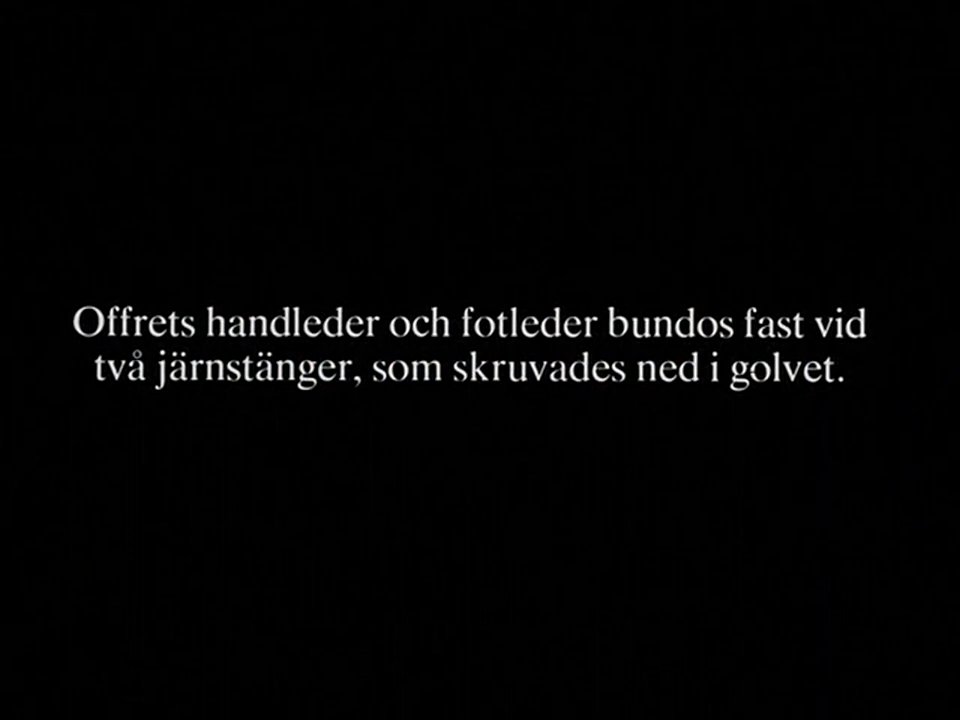 Offrets handleder och fotleder bundos fast vid
två järnstänger, som skruvades ned i golvet.